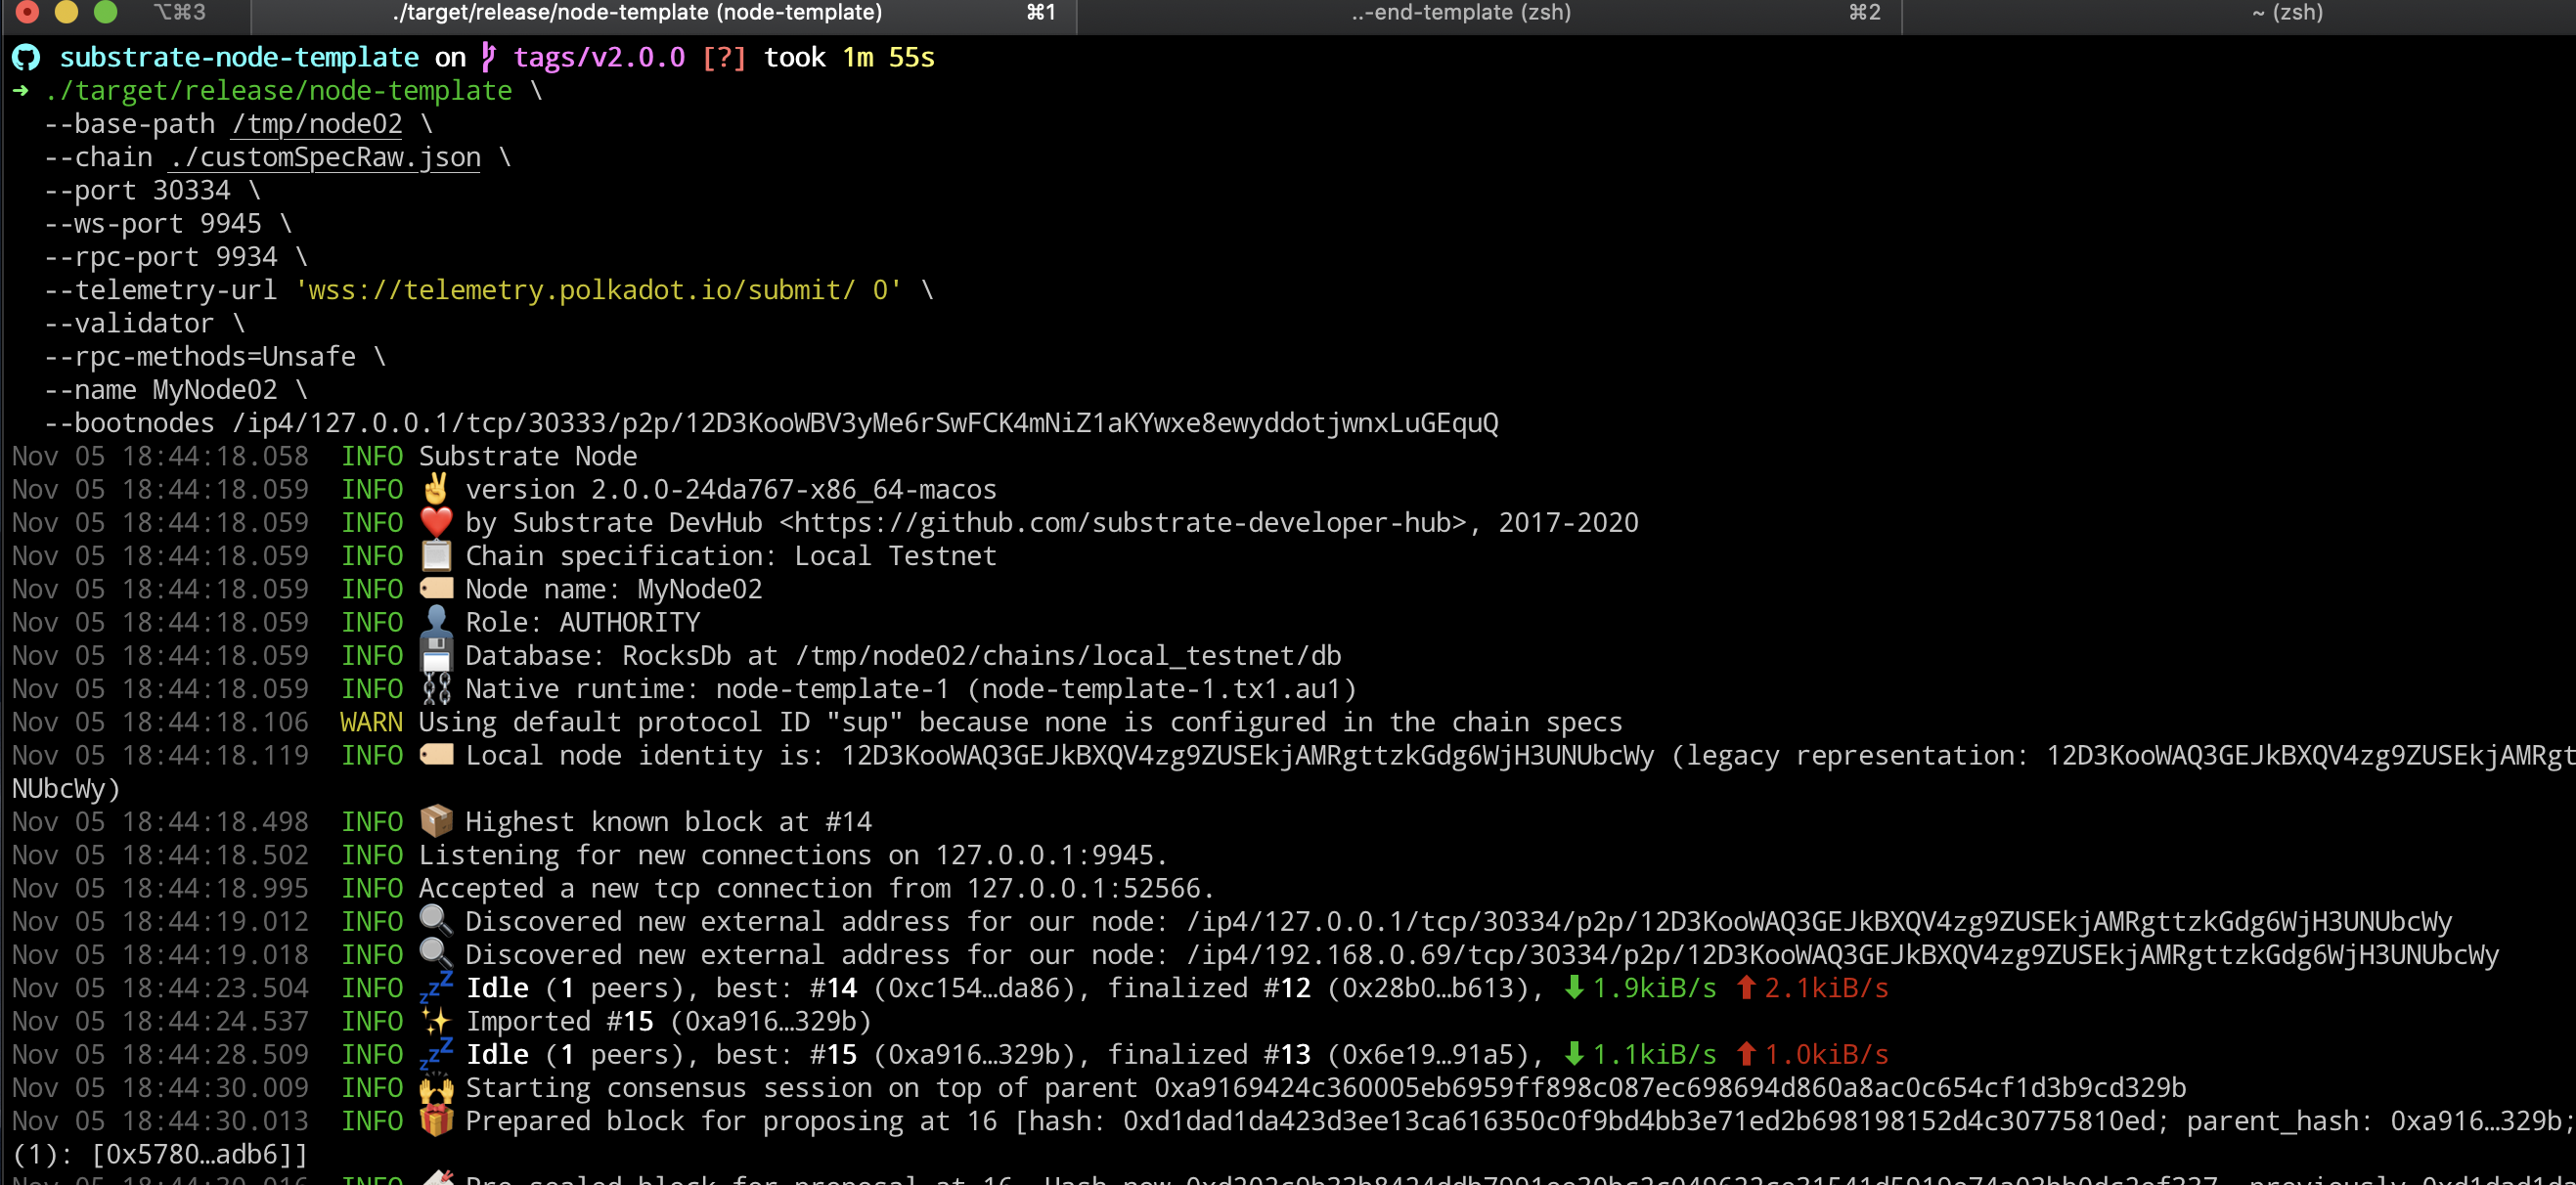 ⌥⌘3
./target/release/node-template (node-template) ⌘1
..-end-template (zsh) ⌘2
~ (zsh)
substrate-node-template on tags/v2.0.0 [?] took 1m 55s
➜ ./target/release/node-template \
--base-path /tmp/node02 \
--chain ./customSpecRaw.json \
--port 30334 \
--ws-port 9945 \
--rpc-port 9934 \
--telemetry-url 'wss://telemetry.polkadot.io/submit/ 0' \
--validator \
--rpc-methods=Unsafe \
--name MyNode02 \
--bootnodes /ip4/127.0.0.1/tcp/30333/p2p/12D3KooWBV3yMe6rSwFCK4mNiZ1aKYwxe8ewyddotjwnxLuGEquQ
Nov 05 18:44:18.058 INFO Substrate Node
Nov 05 18:44:18.059 INFO ✌️ version 2.0.0-24da767-x86_64-macos
Nov 05 18:44:18.059 INFO ❤️ by Substrate DevHub <https://github.com/substrate-developer-hub>, 2017-2020
Nov 05 18:44:18.059 INFO 📋 Chain specification: Local Testnet
Nov 05 18:44:18.059 INFO 🏷 Node name: MyNode02
Nov 05 18:44:18.059 INFO 👤 Role: AUTHORITY
Nov 05 18:44:18.059 INFO 💾 Database: RocksDb at /tmp/node02/chains/local_testnet/db
Nov 05 18:44:18.059 INFO ⛓ Native runtime: node-template-1 (node-template-1.tx1.au1)
Nov 05 18:44:18.106 WARN Using default protocol ID "sup" because none is configured in the chain specs
Nov 05 18:44:18.119 INFO 🏷 Local node identity is: 12D3KooWAQ3GEJkBXQV4zg9ZUSEkjAMRgttzkGdg6WjH3UNUbcWy (legacy representation: 12D3KooWAQ3GEJkBXQV4zg9ZUSEkjAMRgt
NUbcWy)
Nov 05 18:44:18.498 INFO 📦 Highest known block at #14
Nov 05 18:44:18.502 INFO Listening for new connections on 127.0.0.1:9945.
Nov 05 18:44:18.995 INFO Accepted a new tcp connection from 127.0.0.1:52566.
Nov 05 18:44:19.012 INFO 🔍 Discovered new external address for our node: /ip4/127.0.0.1/tcp/30334/p2p/12D3KooWAQ3GEJkBXQV4zg9ZUSEkjAMRgttzkGdg6WjH3UNUbcWy
Nov 05 18:44:19.018 INFO 🔍 Discovered new external address for our node: /ip4/192.168.0.69/tcp/30334/p2p/12D3KooWAQ3GEJkBXQV4zg9ZUSEkjAMRgttzkGdg6WjH3UNUbcWy
Nov 05 18:44:23.504 INFO 💤 Idle (1 peers), best: #14 (0xc154…da86), finalized #12 (0x28b0…b613), ⬇ 1.9kiB/s ⬆ 2.1kiB/s
Nov 05 18:44:24.537 INFO ✨ Imported #15 (0xa916…329b)
Nov 05 18:44:28.509 INFO 💤 Idle (1 peers), best: #15 (0xa916…329b), finalized #13 (0x6e19…91a5), ⬇ 1.1kiB/s ⬆ 1.0kiB/s
Nov 05 18:44:30.009 INFO 🙌 Starting consensus session on top of parent 0xa9169424c360005eb6959ff898c087ec698694d860a8ac0c654cf1d3b9cd329b
Nov 05 18:44:30.013 INFO 🎁 Prepared block for proposing at 16 [hash: 0xd1dad1da423d3ee13ca616350c0f9bd4bb3e71ed2b698198152d4c30775810ed; parent_hash: 0xa916…329b;
(1): [0x5780…adb6]]
Nov 05 18:44:30.016 INFO Pre-sealed block for proposal at 16. Hash now